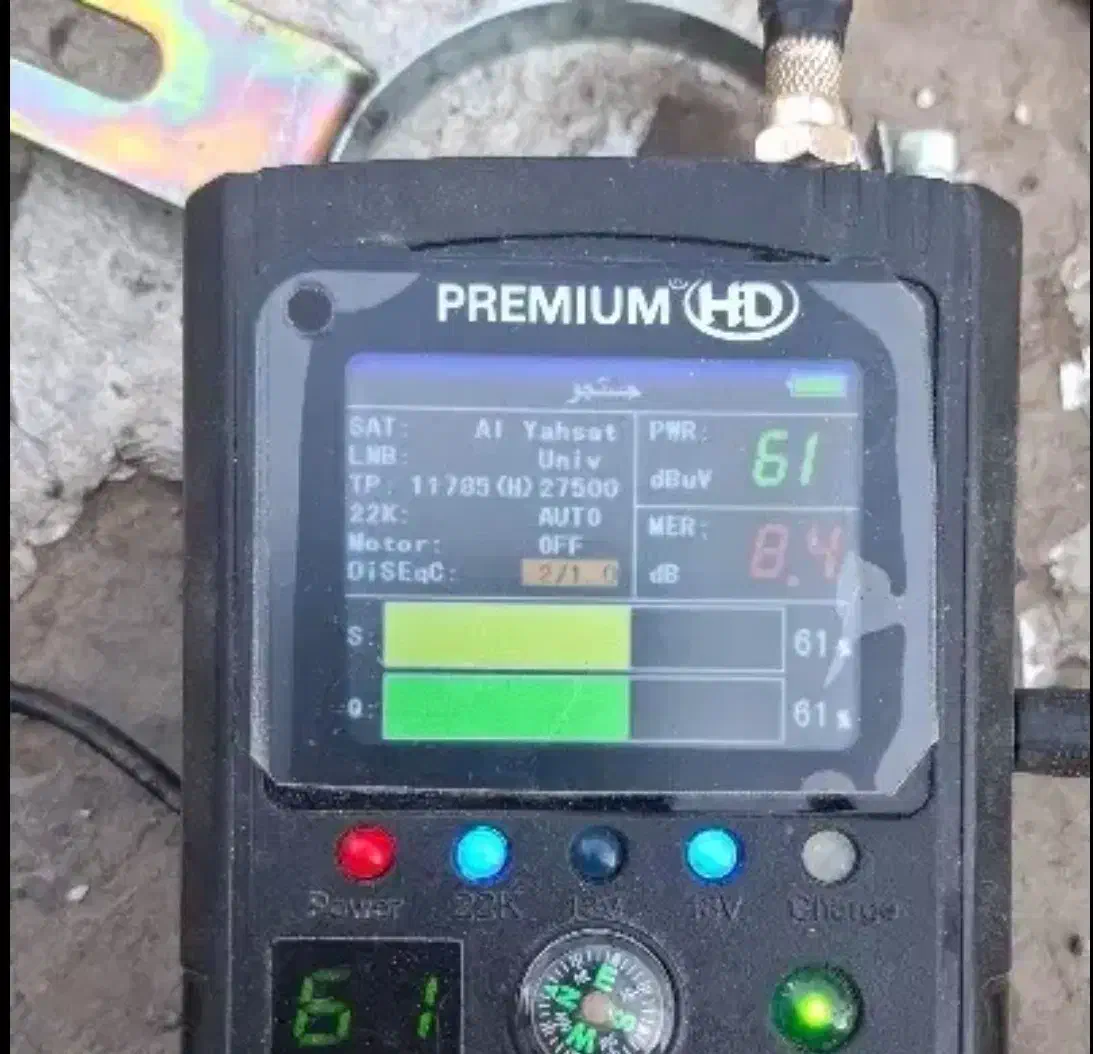 PREMIUM HD
جستجو
SAT: Al Yahsat
LNB: Univ
TP: 11785(H)27500
22K: AUTO
Motor: OFF
DiSEqC: 2/1.0
PWR: 61
dBuV
MER: 8.4
dB
S: 61%
Q: 61%
Power 22K 13V 18V Charge
61
N E S W